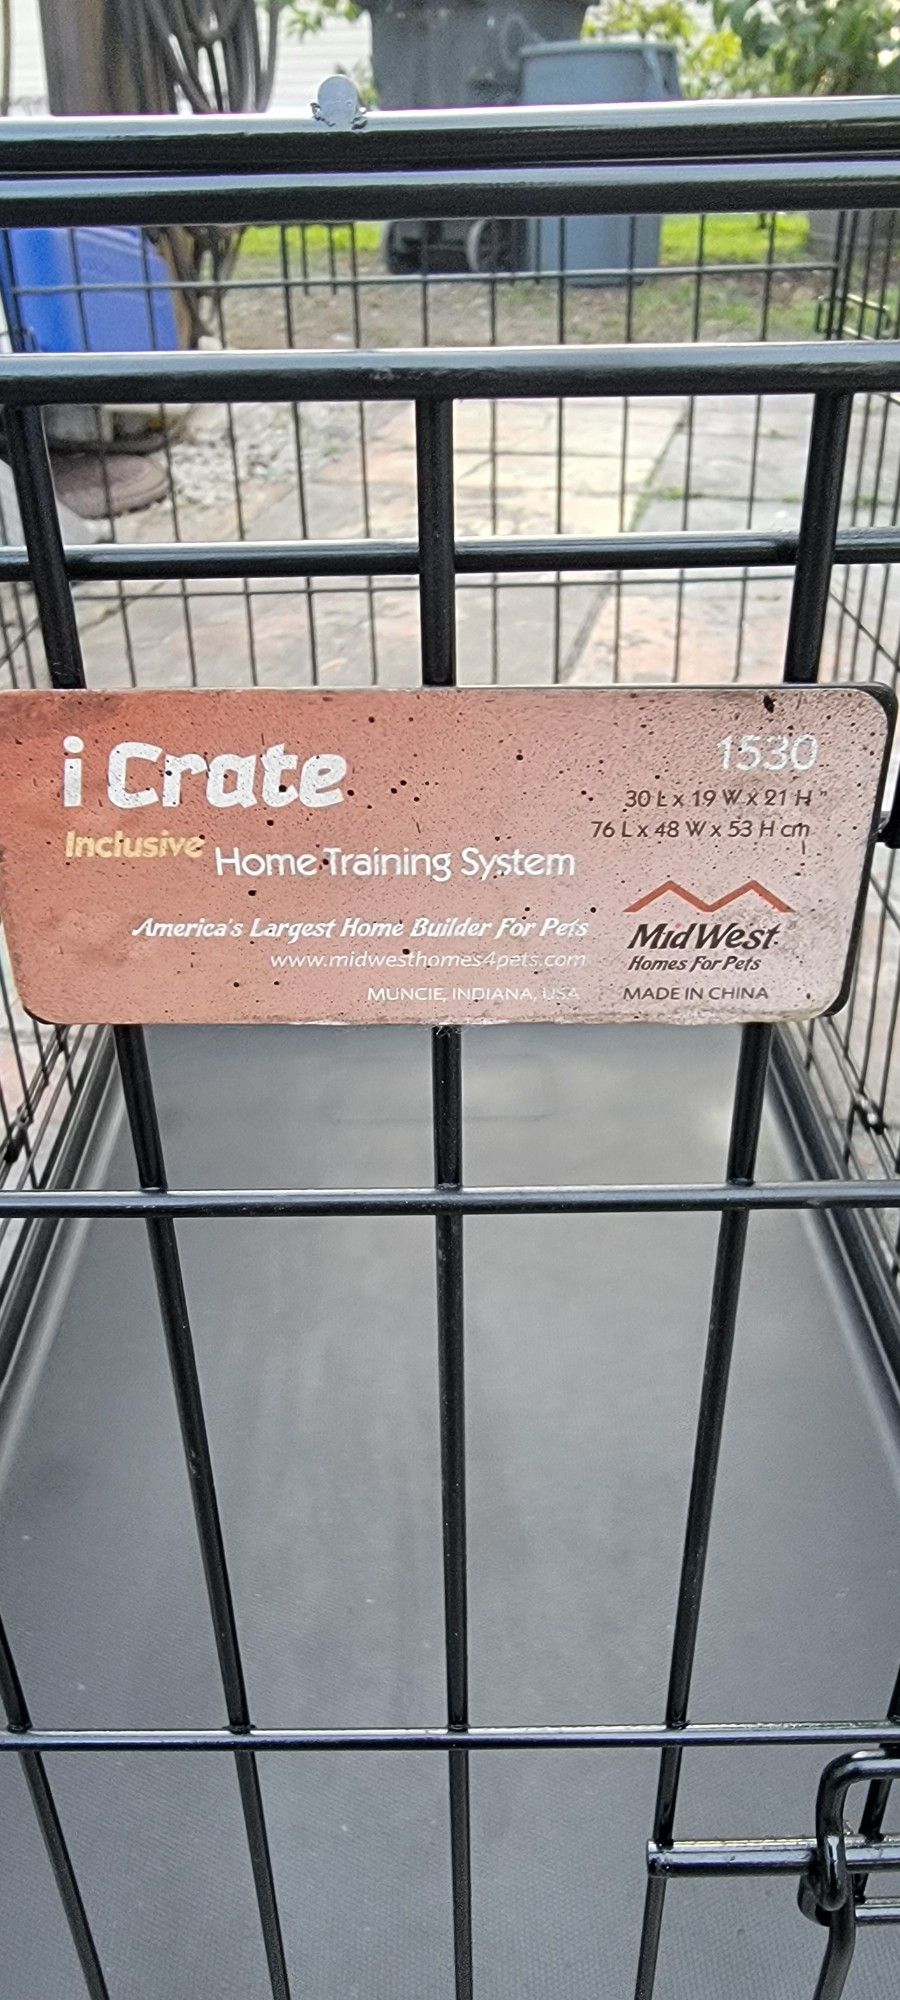 i Crate
1530
30 L x 19 W x 21 H "
76 L x 48 W x 53 H cm
Inclusive Home Training System
America's Largest Home Builder For Pets
www.midwesthomes4pets.com
MidWest
Homes For Pets
MUNCIE, INDIANA, USA
MADE IN CHINA